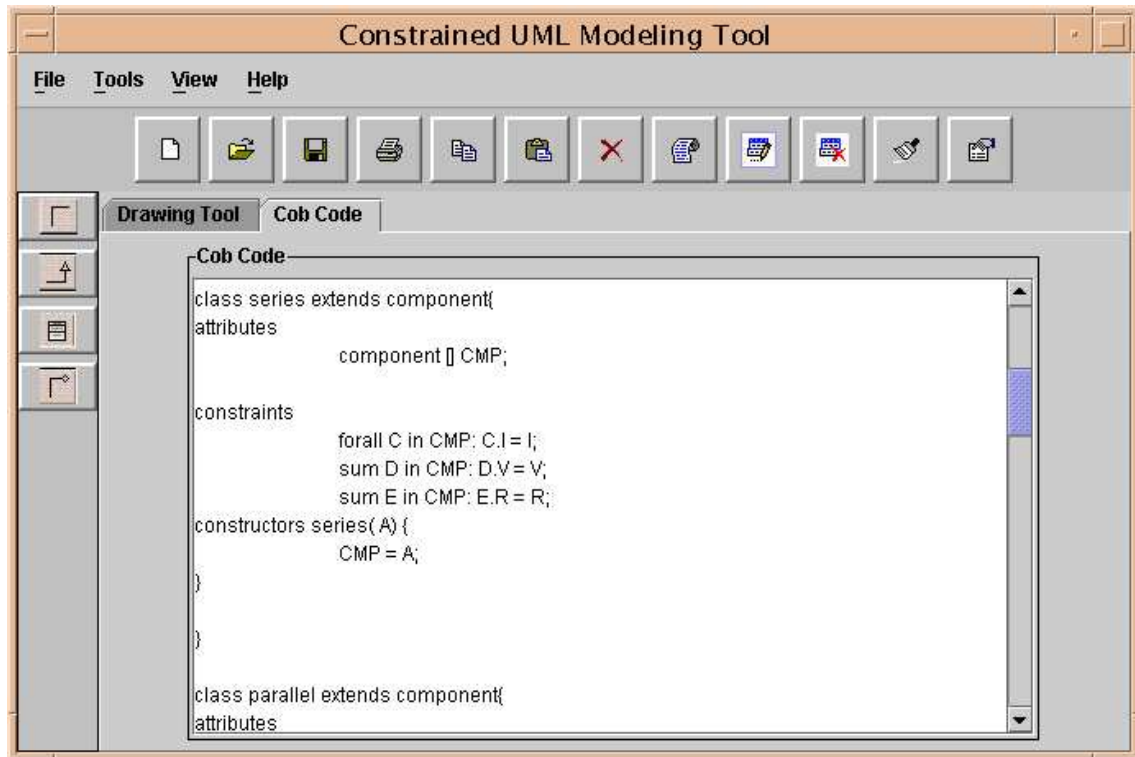 Constrained UML Modeling Tool
File Tools View Help
Drawing Tool Cob Code
Cob Code
class series extends component{
attributes
component [] CMP;
constraints
forall C in CMP: C.I = I;
sum D in CMP: D.V = V;
sum E in CMP: E.R = R;
constructors series( A) {
CMP = A;
}
}
class parallel extends component{
attributes